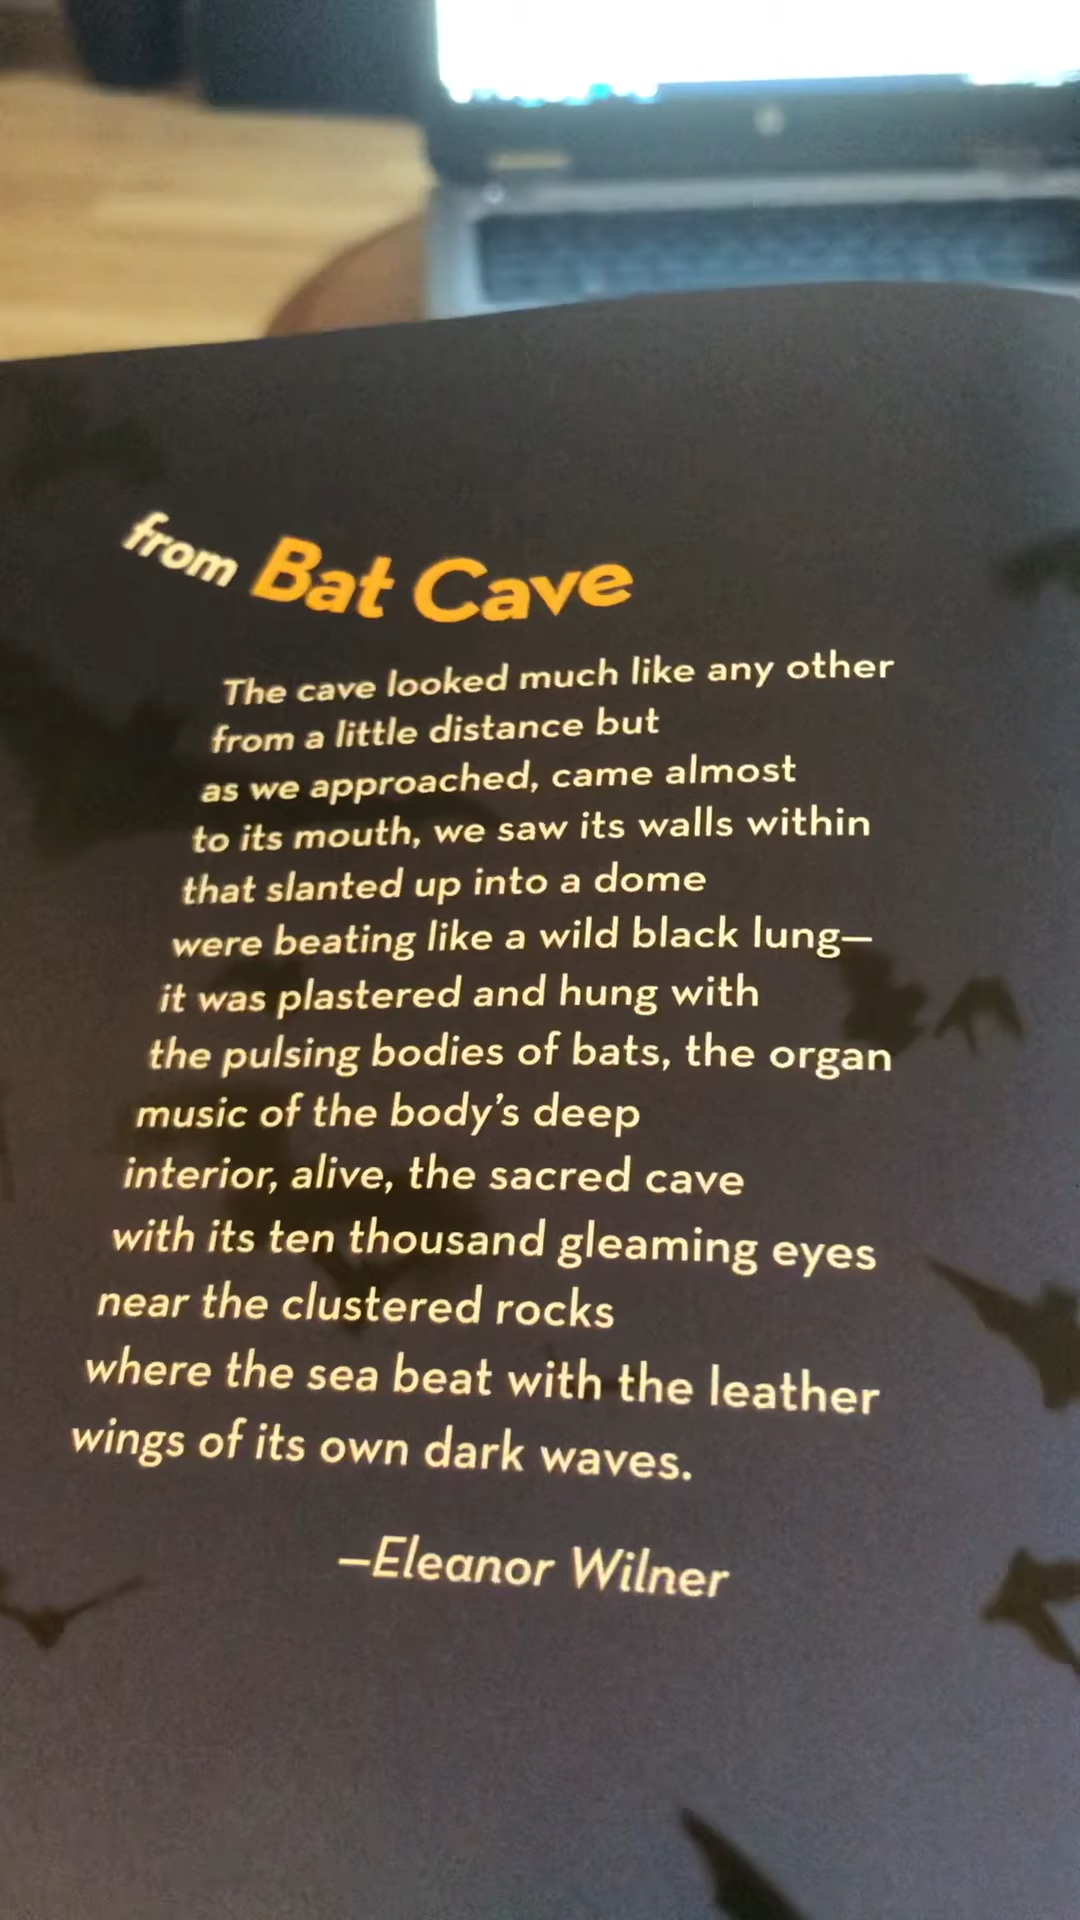 from Bat Cave
The cave looked much like any other
from a little distance but
as we approached, came almost
to its mouth, we saw its walls within
that slanted up into a dome
were beating like a wild black lung—
it was plastered and hung with
the pulsing bodies of bats, the organ
music of the body's deep
interior, alive, the sacred cave
with its ten thousand gleaming eyes
near the clustered rocks
where the sea beat with the leather
wings of its own dark waves.
—Eleanor Wilner